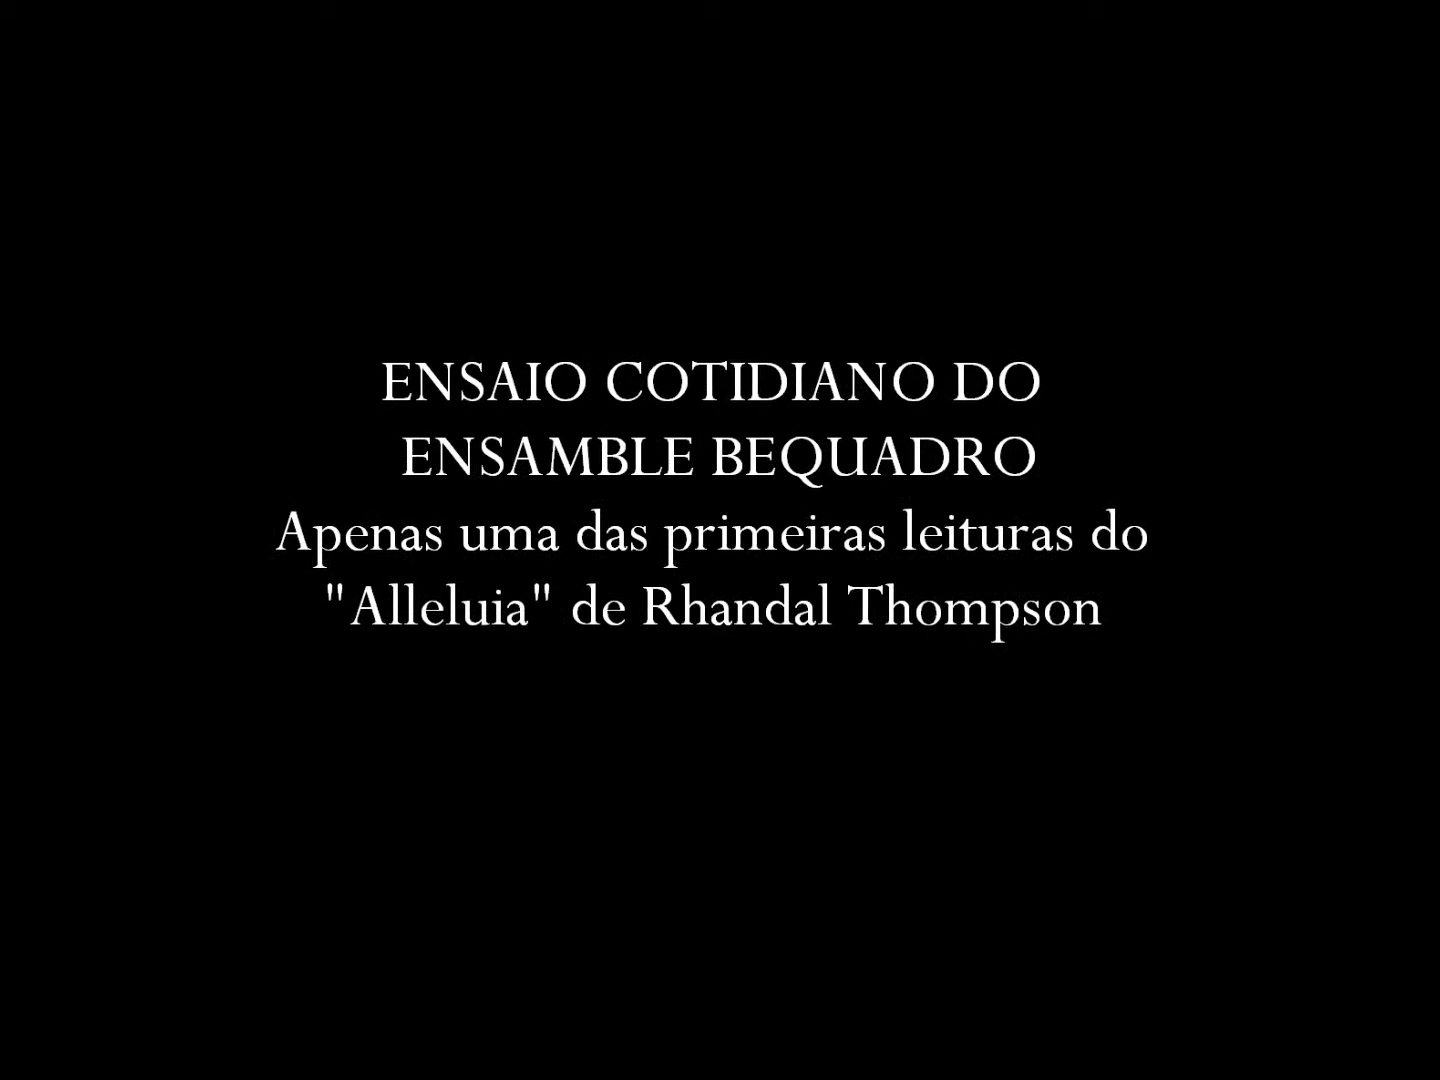 ENSAIO COTIDIANO DO
ENSAMBLE BEQUADRO
Apenas uma das primeiras leituras do
"Alleluia" de Rhandal Thompson